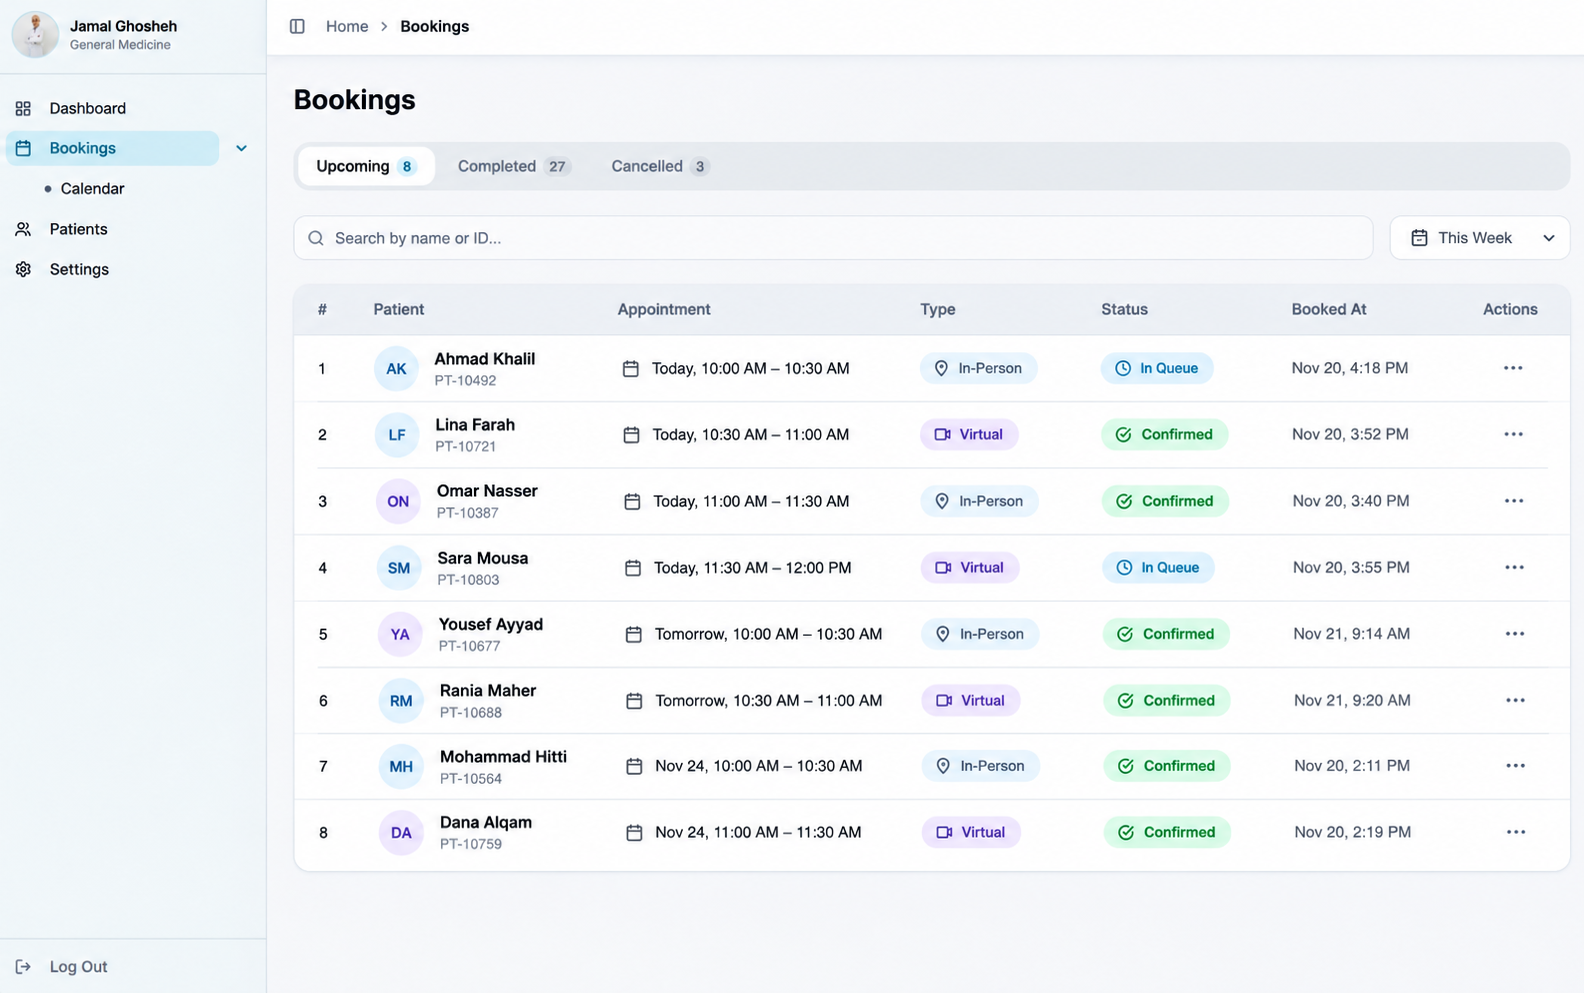 Jamal Ghosheh
General Medicine
Home > Bookings
Dashboard
Bookings
Calendar
Patients
Settings
Log Out
Bookings
Upcoming 8 Completed 27 Cancelled 3
Search by name or ID...
This Week
# Patient Appointment Type Status Booked At Actions
1 AK Ahmad Khalil Today, 10:00 AM – 10:30 AM In-Person In Queue Nov 20, 4:18 PM
PT-10492
2 LF Lina Farah Today, 10:30 AM – 11:00 AM Virtual Confirmed Nov 20, 3:52 PM
PT-10721
3 ON Omar Nasser Today, 11:00 AM – 11:30 AM In-Person Confirmed Nov 20, 3:40 PM
PT-10387
4 SM Sara Mousa Today, 11:30 AM – 12:00 PM Virtual In Queue Nov 20, 3:55 PM
PT-10803
5 YA Yousef Ayyad Tomorrow, 10:00 AM – 10:30 AM In-Person Confirmed Nov 21, 9:14 AM
PT-10677
6 RM Rania Maher Tomorrow, 10:30 AM – 11:00 AM Virtual Confirmed Nov 21, 9:20 AM
PT-10688
7 MH Mohammad Hitti Nov 24, 10:00 AM – 10:30 AM In-Person Confirmed Nov 20, 2:11 PM
PT-10564
8 DA Dana Alqam Nov 24, 11:00 AM – 11:30 AM Virtual Confirmed Nov 20, 2:19 PM
PT-10759